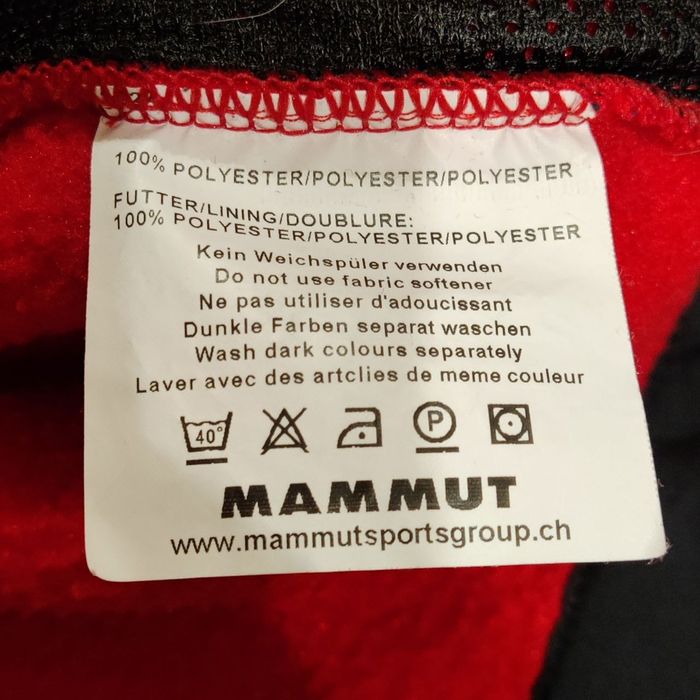 100% POLYESTER/POLYESTER/POLYESTER
FUTTER/LINING/DOUBLURE:
100% POLYESTER/POLYESTER/POLYESTER
Kein Weichspüler verwenden
Do not use fabric softener
Ne pas utiliser d'adoucissant
Dunkle Farben separat waschen
Wash dark colours separately
Laver avec des artclies de meme couleur
40° P
MAMMUT
www.mammutsportsgroup.ch